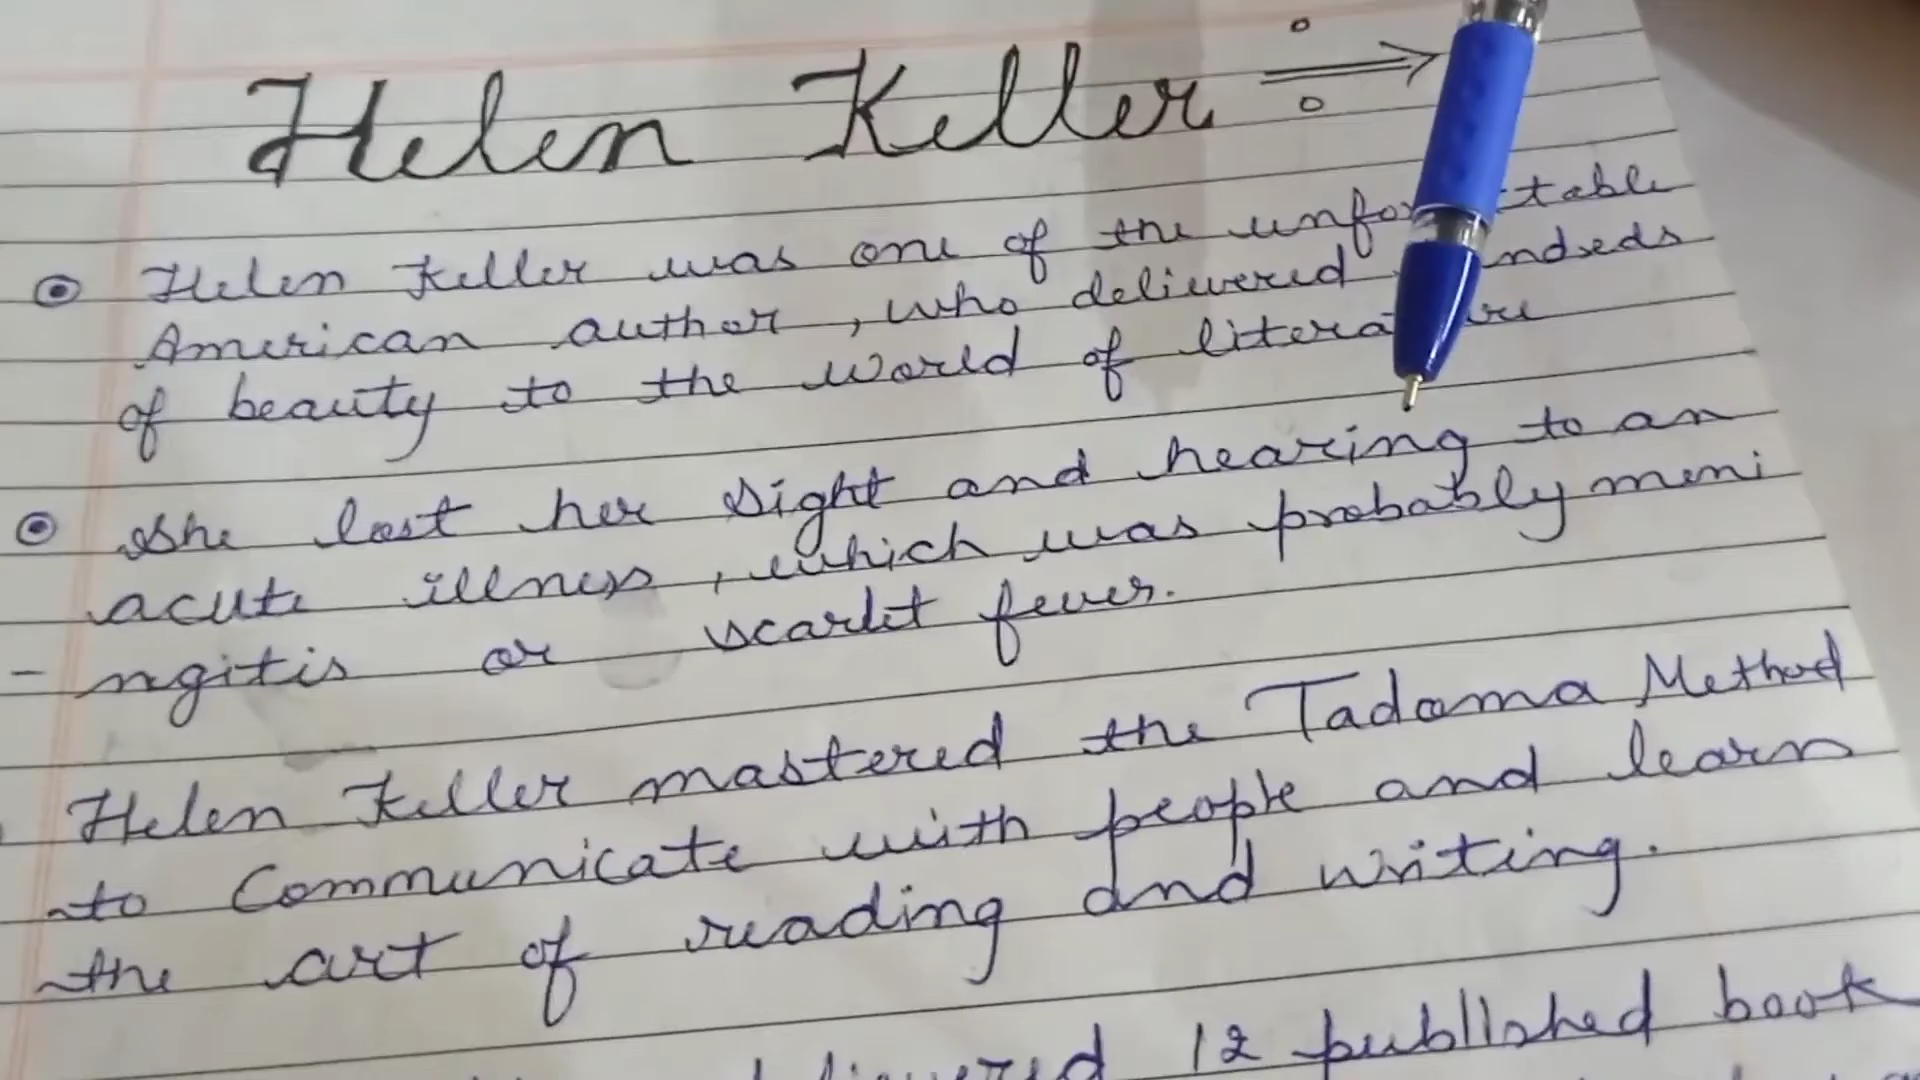 Helen Keller
Helen Keller was one of the table
American author, who delivered
of beauty to the world of
She lost her sight and hearing to an
acute illness, which was probably meni
- ngitis or scarlet fever.
Helen Keller mastered the Tadoma Method
to Communicate with people and learn
the art of reading and writing.
12 published book